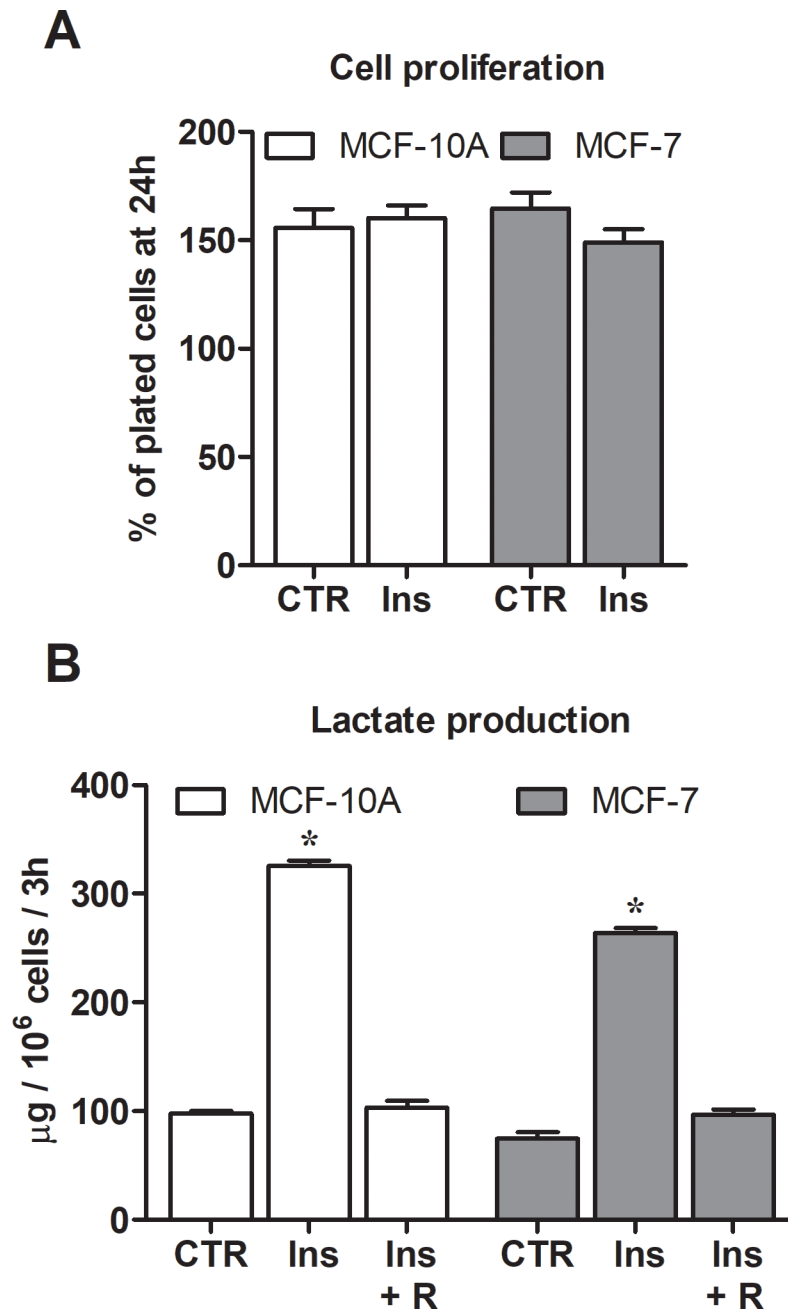 A
Cell proliferation
% of plated cells at 24h
200
150
100
50
0
MCF-10A MCF-7
CTR Ins CTR Ins
B
Lactate production
μg / 10⁶ cells / 3h
400
300
200
100
0
MCF-10A MCF-7
* *
CTR Ins Ins CTR Ins Ins
+ R + R